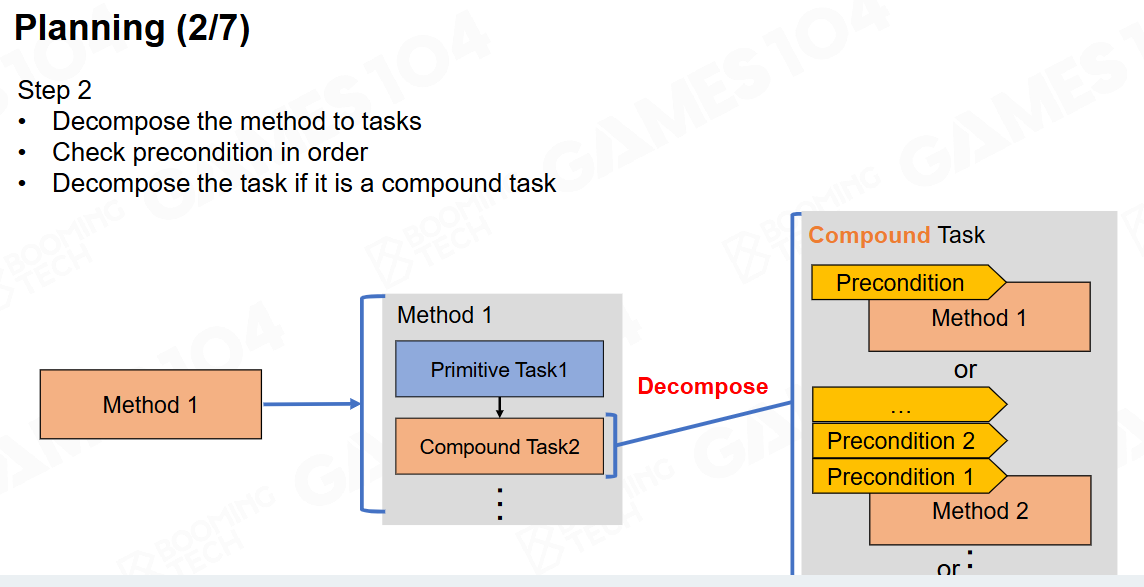 Planning (2/7)
Step 2
• Decompose the method to tasks
• Check precondition in order
• Decompose the task if it is a compound task
Method 1
Method 1
Primitive Task1
Compound Task2
⋮
Decompose
Compound Task
Precondition
Method 1
or
...
Precondition 2
Precondition 1
Method 2
or
⋮
GAMES104
BOOMING
TECH